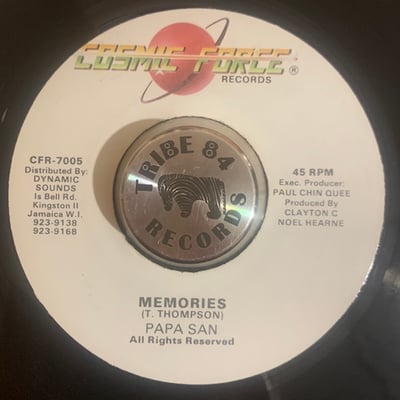 COSMIC FORCE ®
RECORDS
CFR-7005
Distributed By:
DYNAMIC
SOUNDS
Is Bell Rd.
Kingston II
Jamaica W.I.
923-9138
923-9168
TRIBE 84
RECORDS
45 RPM
Exec. Producer:
PAUL CHIN QUEE
Produced By
CLAYTON C
NOEL HEARNE
MEMORIES
(T. THOMPSON)
PAPA SAN
All Rights Reserved